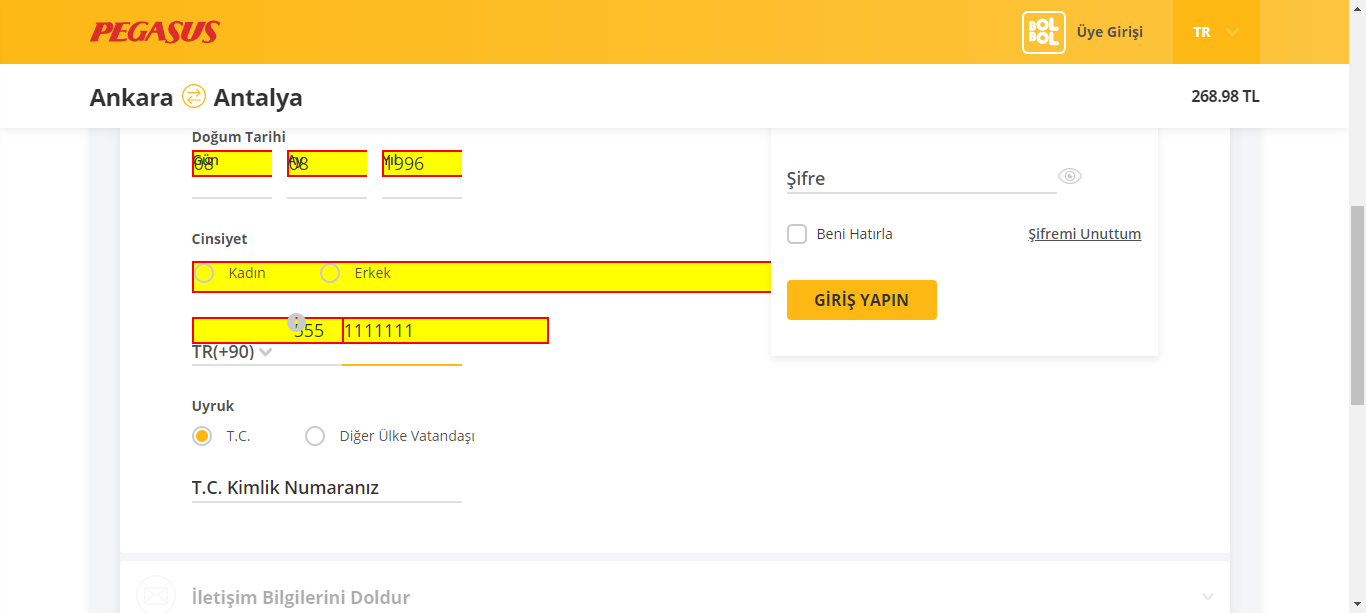 PEGASUS
BOL
BOL
Üye Girişi
TR
Ankara
Antalya
268.98 TL
Doğum Tarihi
Gün
08
Ay
08
Yıl
1996
Cinsiyet
Kadın
Erkek
555
1111111
TR(+90)
Uyruk
T.C.
Diğer Ülke Vatandaşı
T.C. Kimlik Numaranız
Şifre
Beni Hatırla
Şifremi Unuttum
GİRİŞ YAPIN
İletişim Bilgilerini Doldur